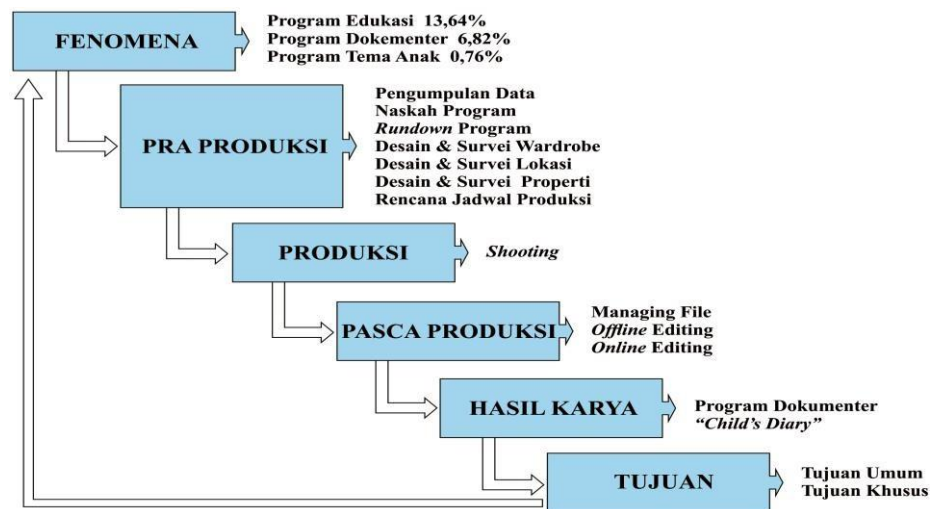 FENOMENA
Program Edukasi 13,64%
Program Dokementer 6,82%
Program Tema Anak 0,76%
PRA PRODUKSI
Pengumpulan Data
Naskah Program
Rundown Program
Desain & Survei Wardrobe
Desain & Survei Lokasi
Desain & Survei Properti
Rencana Jadwal Produksi
PRODUKSI
Shooting
PASCA PRODUKSI
Managing File
Offline Editing
Online Editing
HASIL KARYA
Program Dokumenter
“Child's Diary”
TUJUAN
Tujuan Umum
Tujuan Khusus